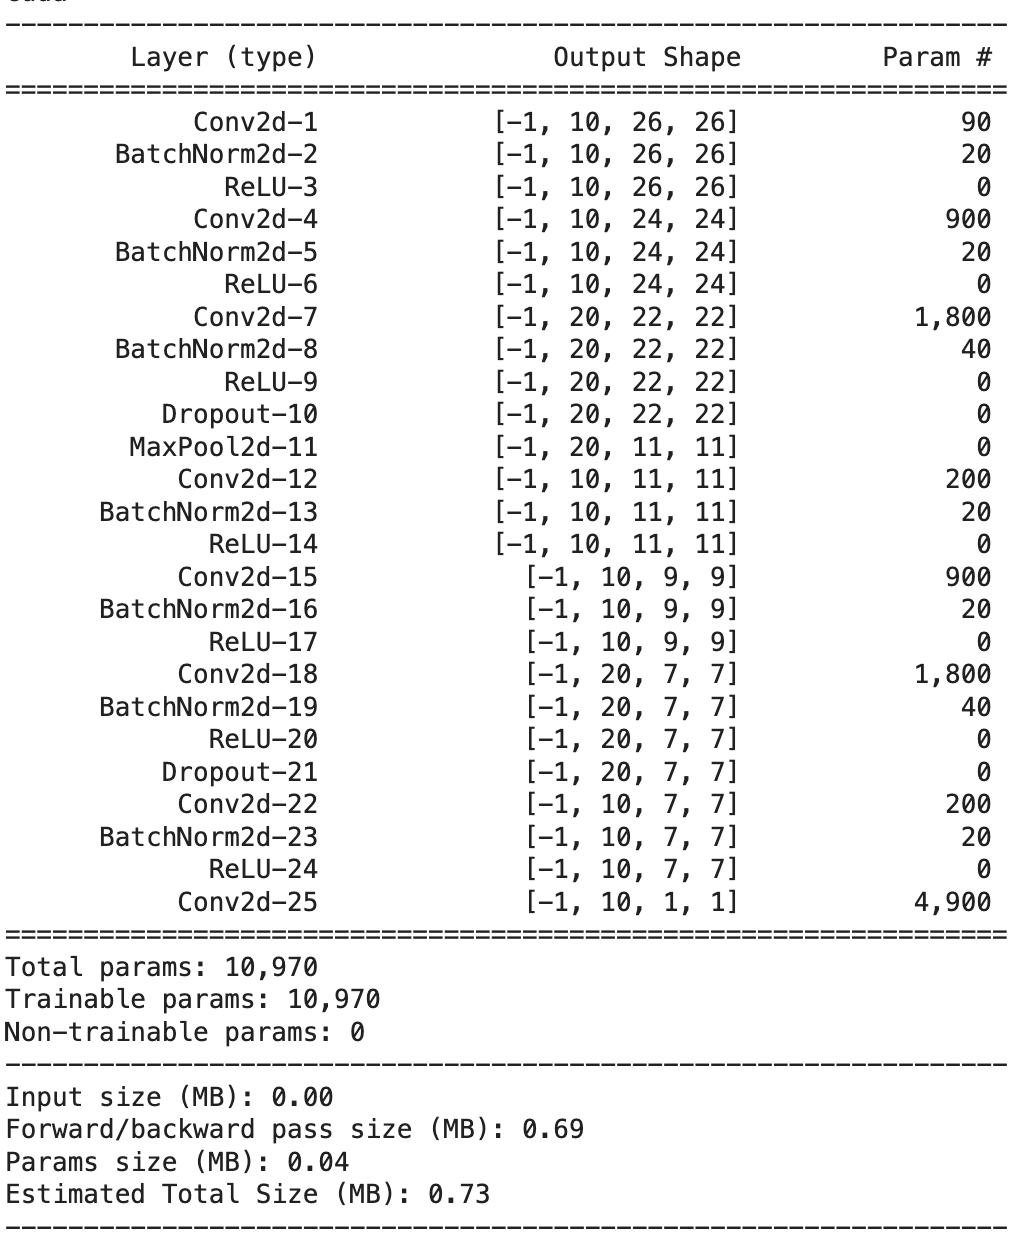 ----------------------------------------------------------------
Layer (type) Output Shape Param #
================================================================
Conv2d-1 [-1, 10, 26, 26] 90
BatchNorm2d-2 [-1, 10, 26, 26] 20
ReLU-3 [-1, 10, 26, 26] 0
Conv2d-4 [-1, 10, 24, 24] 900
BatchNorm2d-5 [-1, 10, 24, 24] 20
ReLU-6 [-1, 10, 24, 24] 0
Conv2d-7 [-1, 20, 22, 22] 1,800
BatchNorm2d-8 [-1, 20, 22, 22] 40
ReLU-9 [-1, 20, 22, 22] 0
Dropout-10 [-1, 20, 22, 22] 0
MaxPool2d-11 [-1, 20, 11, 11] 0
Conv2d-12 [-1, 10, 11, 11] 200
BatchNorm2d-13 [-1, 10, 11, 11] 20
ReLU-14 [-1, 10, 11, 11] 0
Conv2d-15 [-1, 10, 9, 9] 900
BatchNorm2d-16 [-1, 10, 9, 9] 20
ReLU-17 [-1, 10, 9, 9] 0
Conv2d-18 [-1, 20, 7, 7] 1,800
BatchNorm2d-19 [-1, 20, 7, 7] 40
ReLU-20 [-1, 20, 7, 7] 0
Dropout-21 [-1, 20, 7, 7] 0
Conv2d-22 [-1, 10, 7, 7] 200
BatchNorm2d-23 [-1, 10, 7, 7] 20
ReLU-24 [-1, 10, 7, 7] 0
Conv2d-25 [-1, 10, 1, 1] 4,900
================================================================
Total params: 10,970
Trainable params: 10,970
Non-trainable params: 0
----------------------------------------------------------------
Input size (MB): 0.00
Forward/backward pass size (MB): 0.69
Params size (MB): 0.04
Estimated Total Size (MB): 0.73
----------------------------------------------------------------